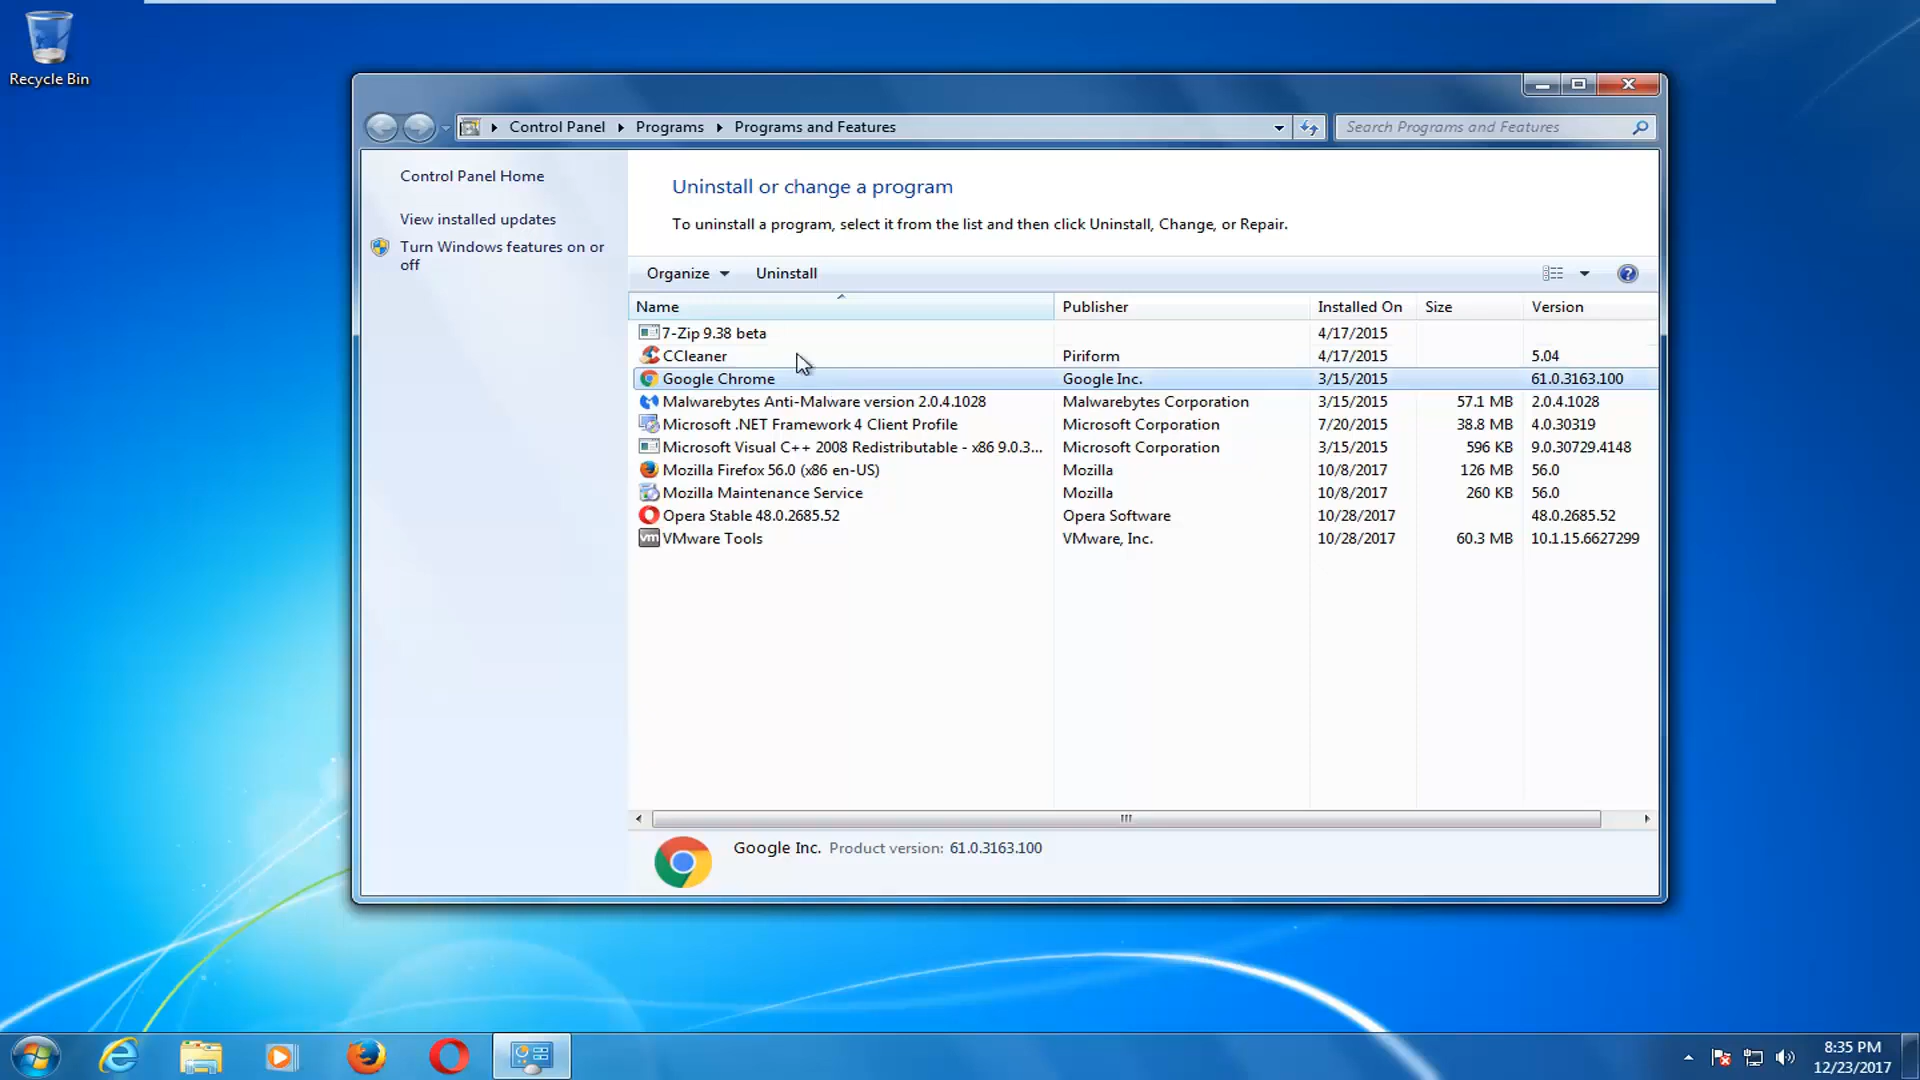 Recycle Bin
Control Panel Programs Programs and Features
Search Programs and Features
Control Panel Home
View installed updates
Turn Windows features on or
off
Uninstall or change a program
To uninstall a program, select it from the list and then click Uninstall, Change, or Repair.
Organize Uninstall
Name Publisher Installed On Size Version
7-Zip 9.38 beta 4/17/2015
CCleaner Piriform 4/17/2015 5.04
Google Chrome Google Inc. 3/15/2015 61.0.3163.100
Malwarebytes Anti-Malware version 2.0.4.1028 Malwarebytes Corporation 3/15/2015 57.1 MB 2.0.4.1028
Microsoft .NET Framework 4 Client Profile Microsoft Corporation 7/20/2015 38.8 MB 4.0.30319
Microsoft Visual C++ 2008 Redistributable - x86 9.0.3... Microsoft Corporation 3/15/2015 596 KB 9.0.30729.4148
Mozilla Firefox 56.0 (x86 en-US) Mozilla 10/8/2017 126 MB 56.0
Mozilla Maintenance Service Mozilla 10/8/2017 260 KB 56.0
Opera Stable 48.0.2685.52 Opera Software 10/28/2017 48.0.2685.52
vm VMware Tools VMware, Inc. 10/28/2017 60.3 MB 10.1.15.6627299
Google Inc. Product version: 61.0.3163.100
8:35 PM
12/23/2017